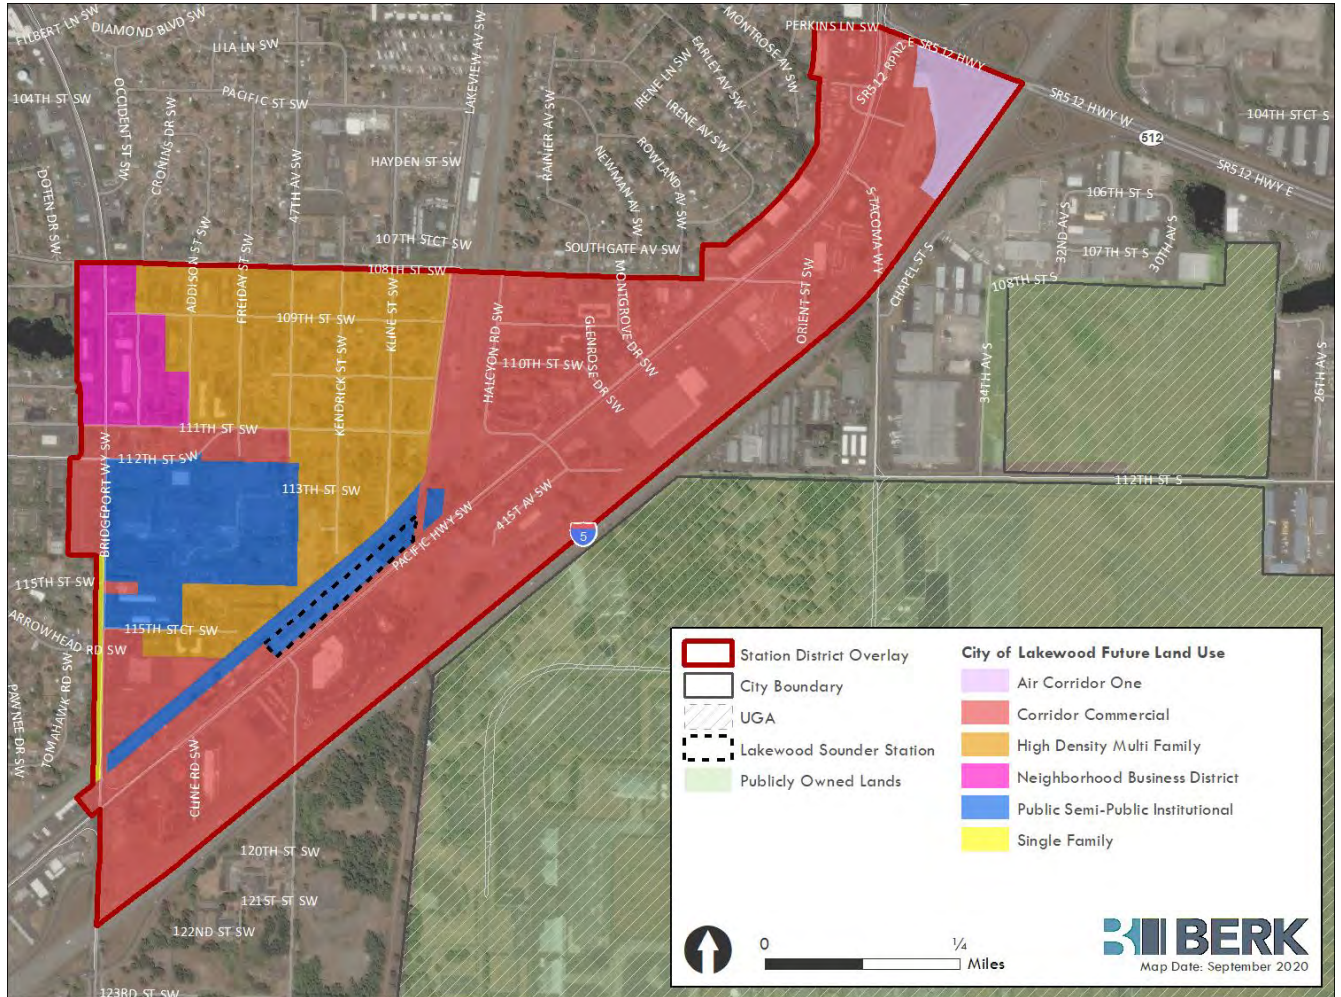 FILBERT LN SW
DIAMOND BLVD SW
LILA LN SW
LAKEVIEW AV SW
MONTROSE AV SW
PERKINS LN SW
EARLEY AV SW
IRENE LN SW
SR512 RPN2 E
SR512 HWY
SR512 HWY W
512
104TH STCT S
SR512 HWY E
104TH ST SW
OCCIDENT ST SW
PACIFIC ST SW
CRONINS DR SW
47TH AV SW
HAYDEN ST SW
RAINIER AV SW
IRENE AV SW
ROWLAND AV SW
NEWMAN AV SW
DOTEN DR SW
106TH ST S
32ND AV S
107TH ST S
30TH AV S
S TACOMA WY
CHAPEL ST S
108TH ST S
107TH STCT SW
SOUTHGATE AV SW
108TH ST SW
ADDISON ST SW
FREIDAY ST SW
109TH ST SW
KLINE ST SW
KENDRICK ST SW
HALCYON RD SW
MONTGROVE DR SW
GLENROSE DR SW
110TH ST SW
ORIENT ST SW
34TH AV S
26TH AV S
111TH ST SW
112TH ST SW
113TH ST SW
BRIDGEPORT WY SW
41ST AV SW
PACIFIC HWY SW
112TH ST S
5
115TH ST SW
115TH STCT SW
ARROWHEAD RD SW
TOMAHAWK RD SW
PAWNEE DR SW
CLINE RD SW
120TH ST SW
121ST ST SW
122ND ST SW
123RD ST SW
Station District Overlay
City Boundary
UGA
Lakewood Sounder Station
Publicly Owned Lands
City of Lakewood Future Land Use
Air Corridor One
Corridor Commercial
High Density Multi Family
Neighborhood Business District
Public Semi-Public Institutional
Single Family
0 ¼
Miles
BERK
Map Date: September 2020